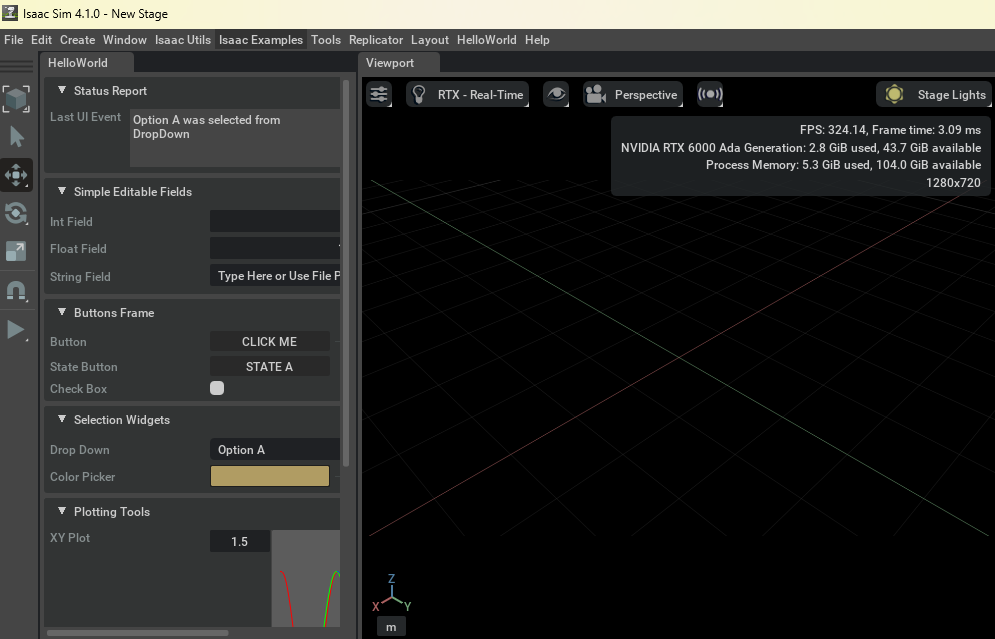 Isaac Sim 4.1.0 - New Stage
File Edit Create Window Isaac Utils Isaac Examples Tools Replicator Layout HelloWorld Help
HelloWorld
Status Report
Last UI Event
Option A was selected from
DropDown
Simple Editable Fields
Int Field
Float Field
String Field
Type Here or Use File P
Buttons Frame
Button
CLICK ME
State Button
STATE A
Check Box
Selection Widgets
Drop Down
Option A
Color Picker
Plotting Tools
XY Plot
1.5
Viewport
RTX - Real-Time
Perspective
Stage Lights
FPS: 324.14, Frame time: 3.09 ms
NVIDIA RTX 6000 Ada Generation: 2.8 GiB used, 43.7 GiB available
Process Memory: 5.3 GiB used, 104.0 GiB available
1280x720
Z
X
Y
m